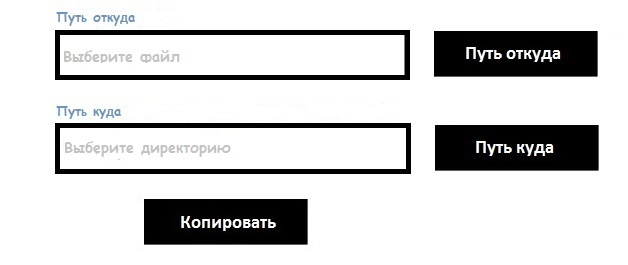 Путь откуда
Выберите файл
Путь откуда
Путь куда
Выберите директорию
Путь куда
Копировать